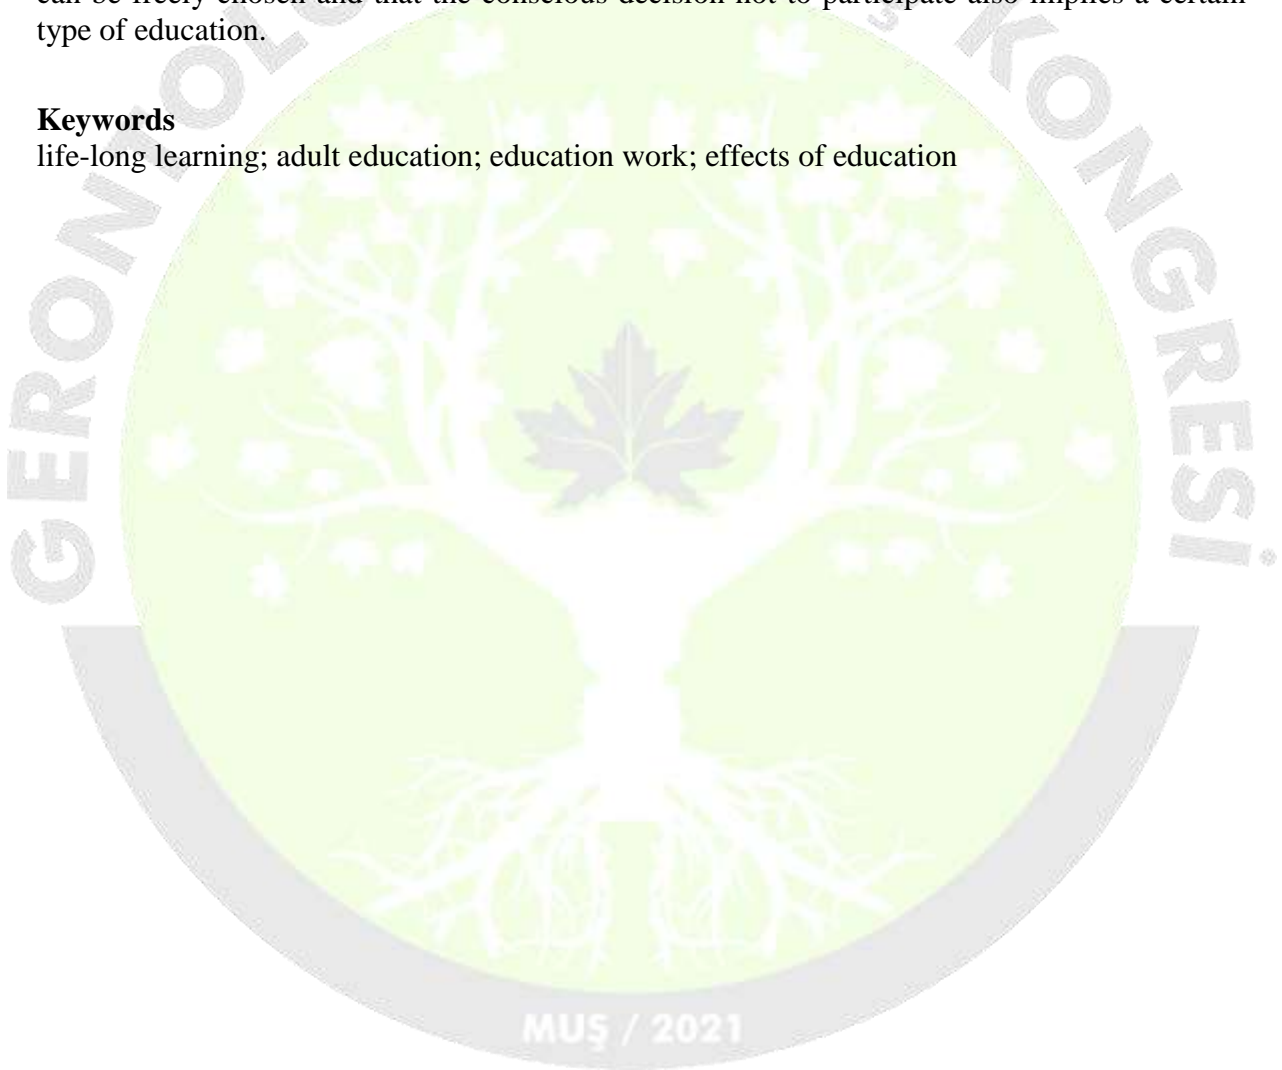 can be freely chosen and that the conscious decision not to participate also implies a certain
type of education.
Keywords
life-long learning; adult education; education work; effects of education
KONGRESİ
MUŞ / 2021